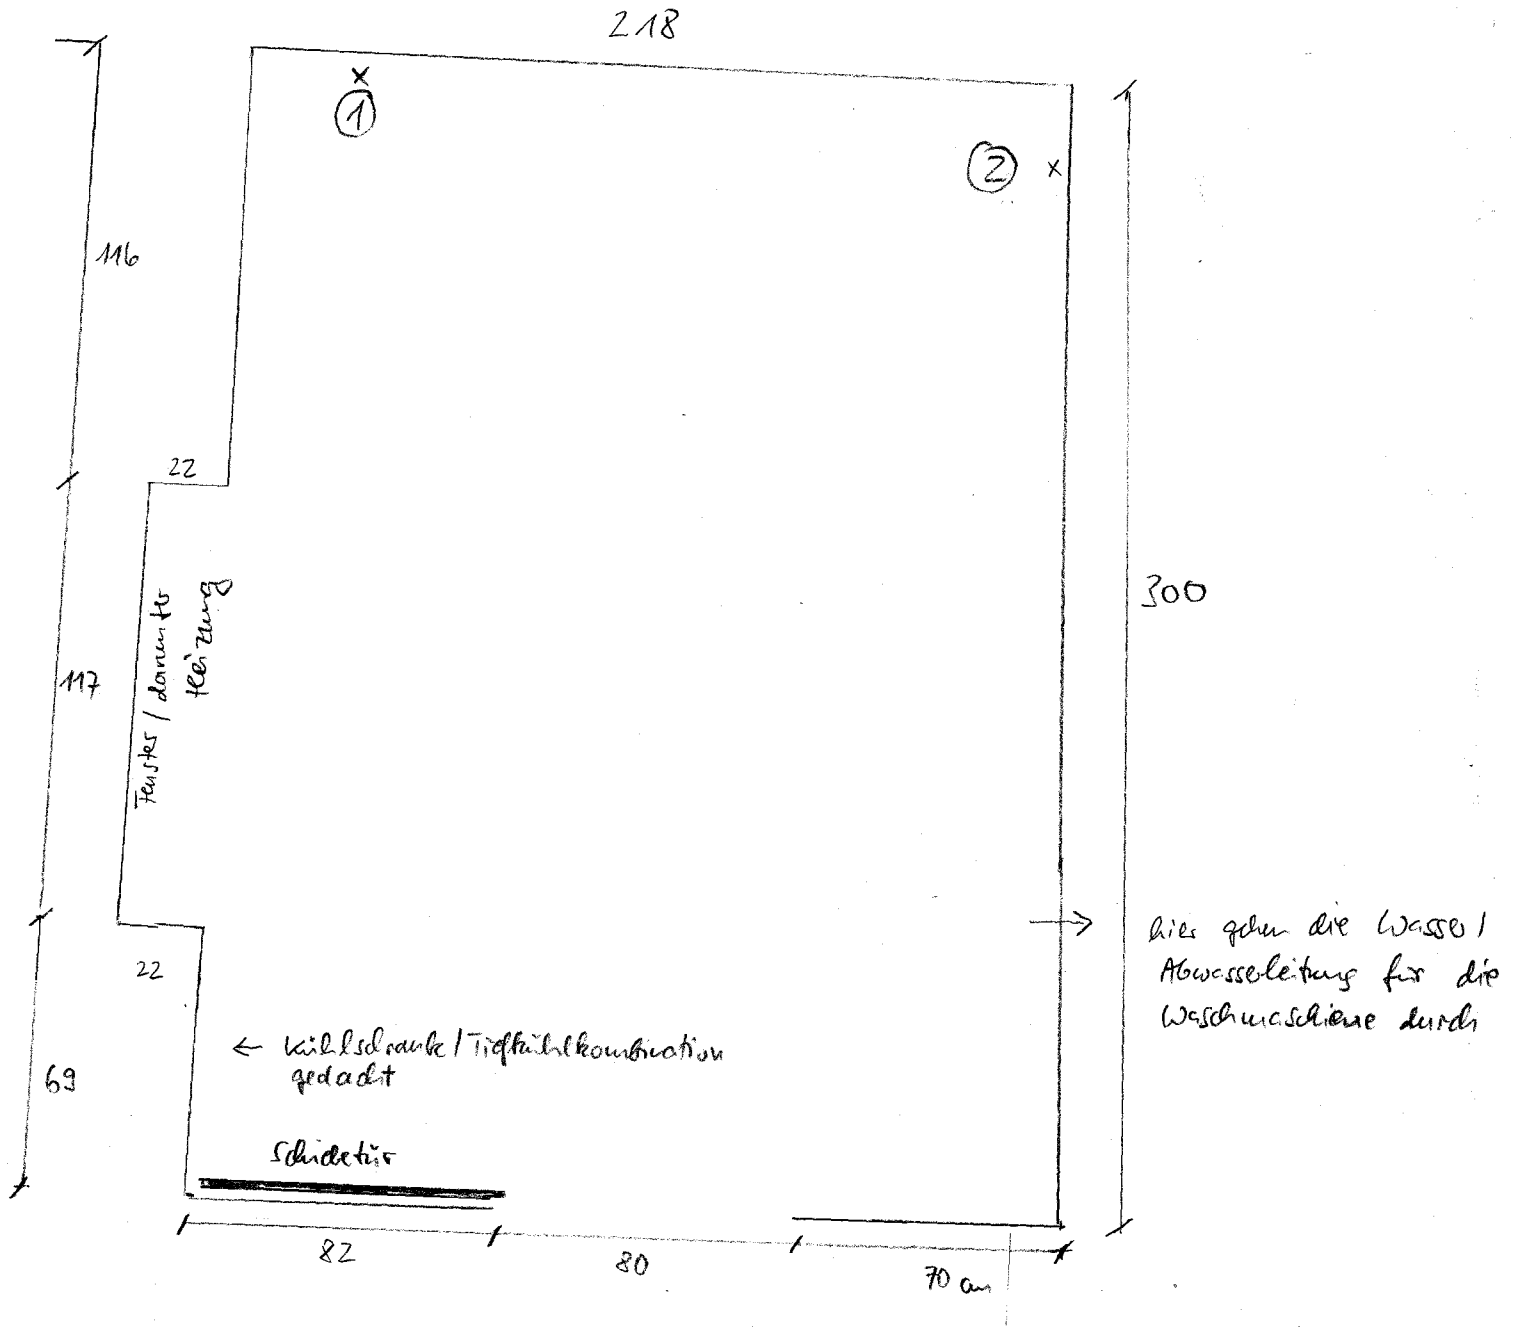 218
x
1
2 x
116
22
Fenster / darunter
Heizung
117
300
hier gehen die Wasser/
Abwasserleitung für die
Waschmaschiene durch
22
← Kühlschrank / Tiefkühlkombination
gedacht
69
Schiebetür
82
80
70 cm